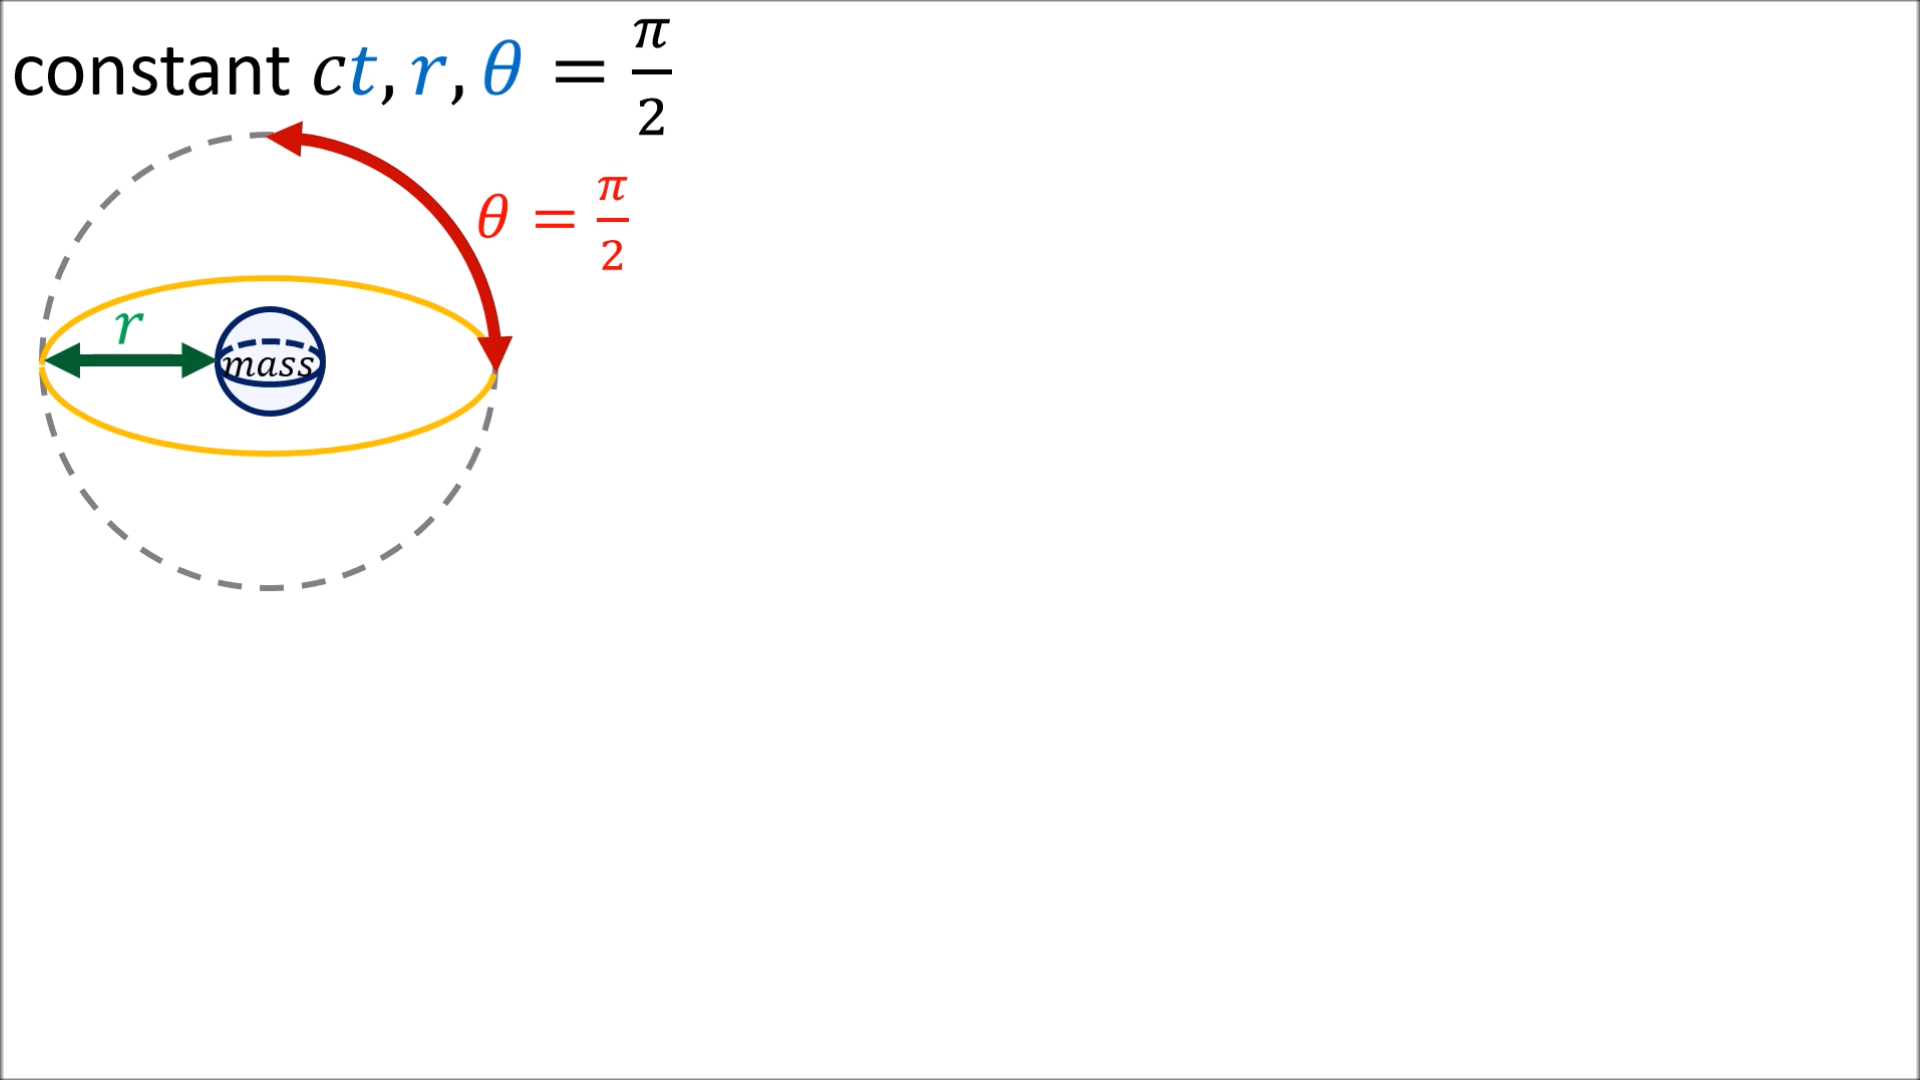 constant ct, r, θ = π/2
θ = π/2
r
mass